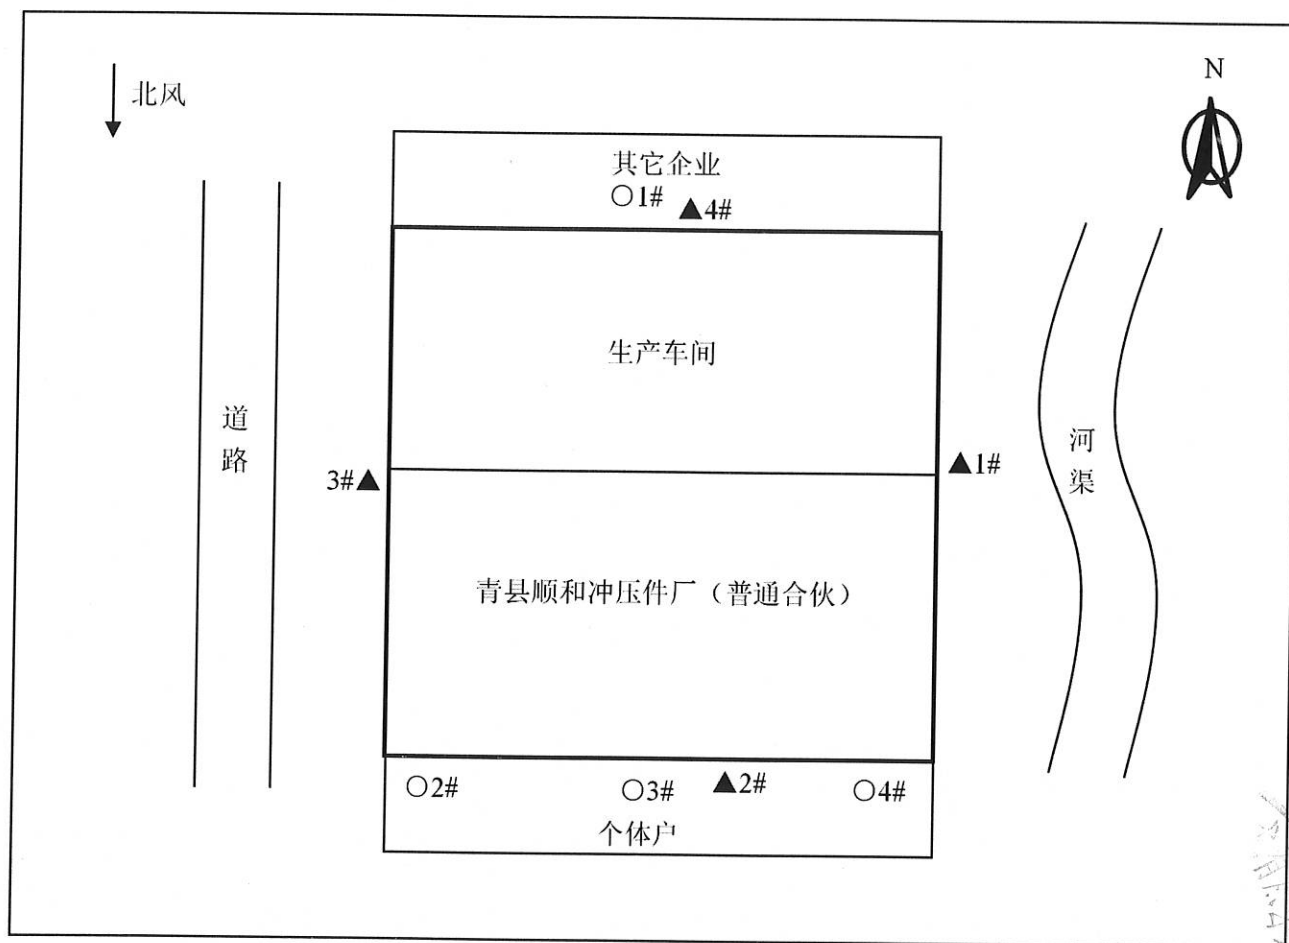 北风
N
其它企业
○1# ▲4#
生产车间
道路
河渠
3#▲
▲1#
青县顺和冲压件厂（普通合伙）
○2# ○3# ▲2# ○4#
个体户